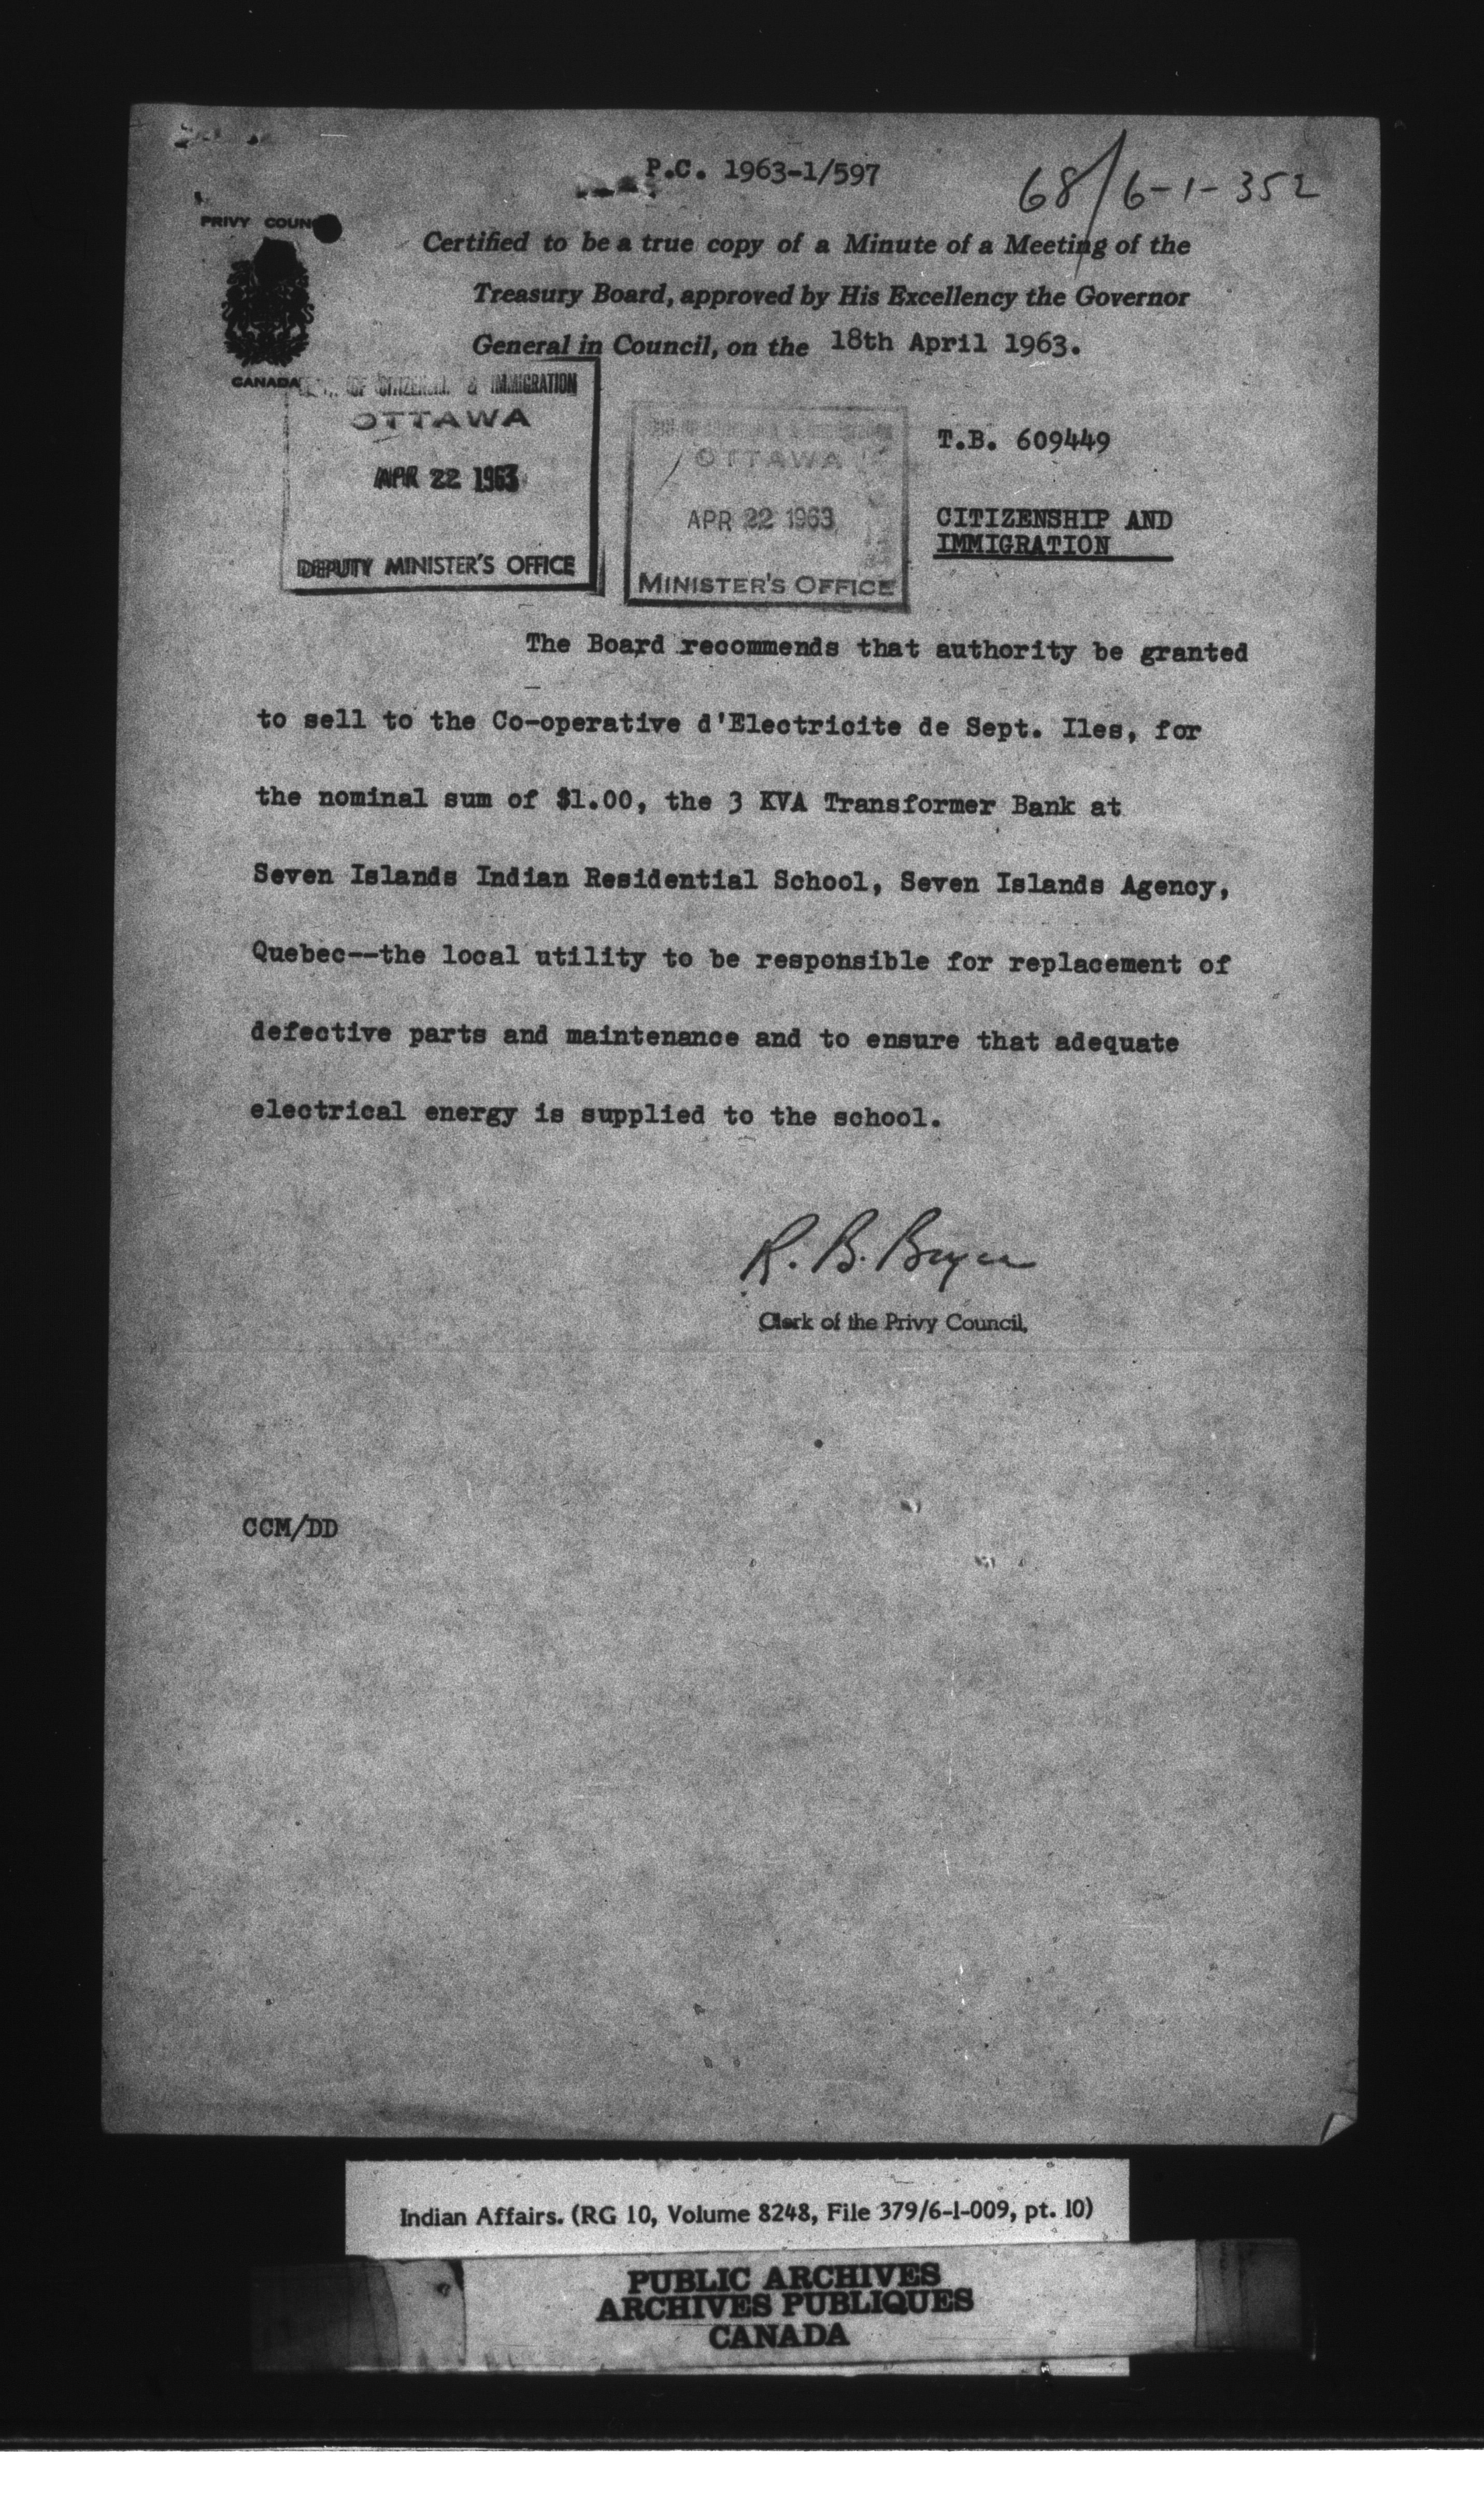 P.C. 1963-1/597
68/6-1-352
PRIVY COUN
CANADA
Certified to be a true copy of a Minute of a Meeting of the
Treasury Board, approved by His Excellency the Governor
General in Council, on the 18th April 1963.
OF CITIZEN & IMMIGRATION
OTTAWA
APR 22 1963
DEPUTY MINISTER'S OFFICE
OTTAWA
APR 22 1963
MINISTER'S OFFICE
T.B. 609449
CITIZENSHIP AND
IMMIGRATION
The Board recommends that authority be granted
to sell to the Co-operative d'Electricite de Sept. Iles, for
the nominal sum of $1.00, the 3 KVA Transformer Bank at
Seven Islands Indian Residential School, Seven Islands Agency,
Quebec--the local utility to be responsible for replacement of
defective parts and maintenance and to ensure that adequate
electrical energy is supplied to the school.
R. B. Bryce
Clerk of the Privy Council.
CCM/DD
Indian Affairs. (RG 10, Volume 8248, File 379/6-1-009, pt. 10)
PUBLIC ARCHIVES
ARCHIVES PUBLIQUES
CANADA